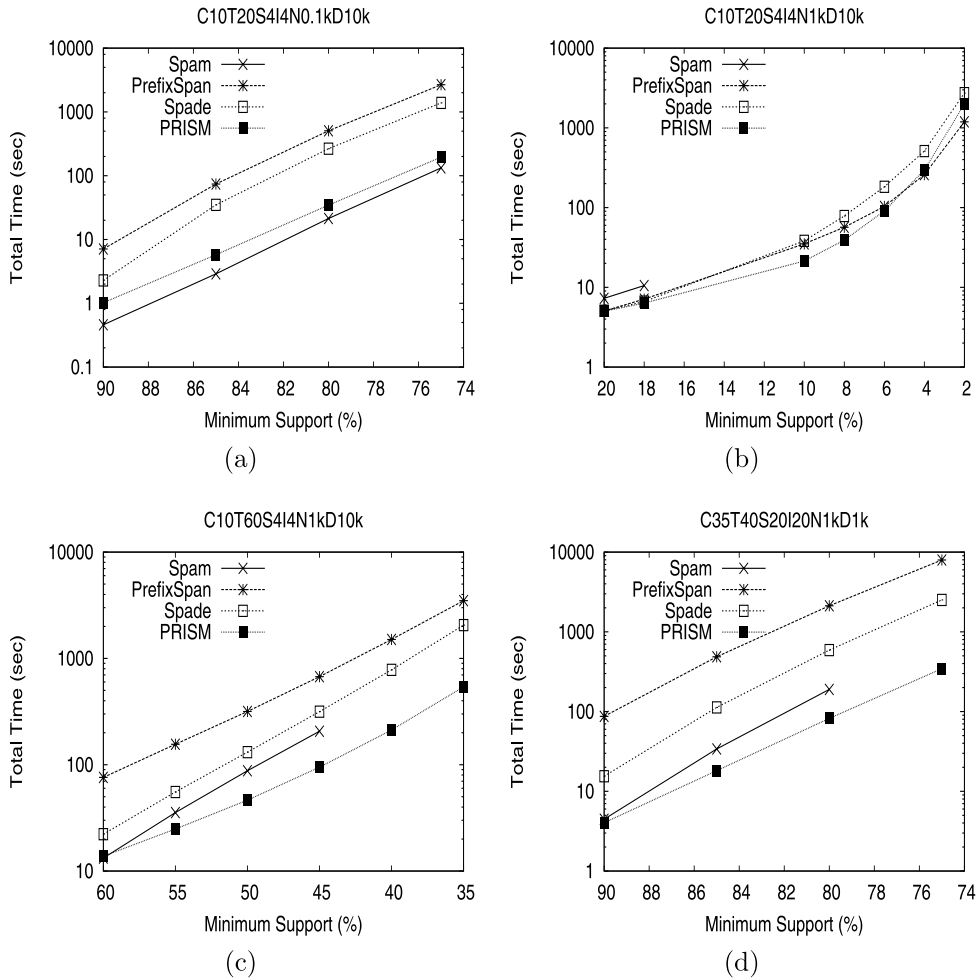 C10T20S4I4N0.1kD10k
10000
1000
100
10
1
0.1
Total Time (sec)
Spam
PrefixSpan
Spade
PRISM
90 88 86 84 82 80 78 76 74
Minimum Support (%)
(a)
C10T20S4I4N1kD10k
10000
1000
100
10
1
Total Time (sec)
Spam
PrefixSpan
Spade
PRISM
20 18 16 14 12 10 8 6 4 2
Minimum Support (%)
(b)
C10T60S4I4N1kD10k
10000
1000
100
10
Total Time (sec)
Spam
PrefixSpan
Spade
PRISM
60 55 50 45 40 35
Minimum Support (%)
(c)
C35T40S20I20N1kD1k
10000
1000
100
10
1
Total Time (sec)
Spam
PrefixSpan
Spade
PRISM
90 88 86 84 82 80 78 76 74
Minimum Support (%)
(d)